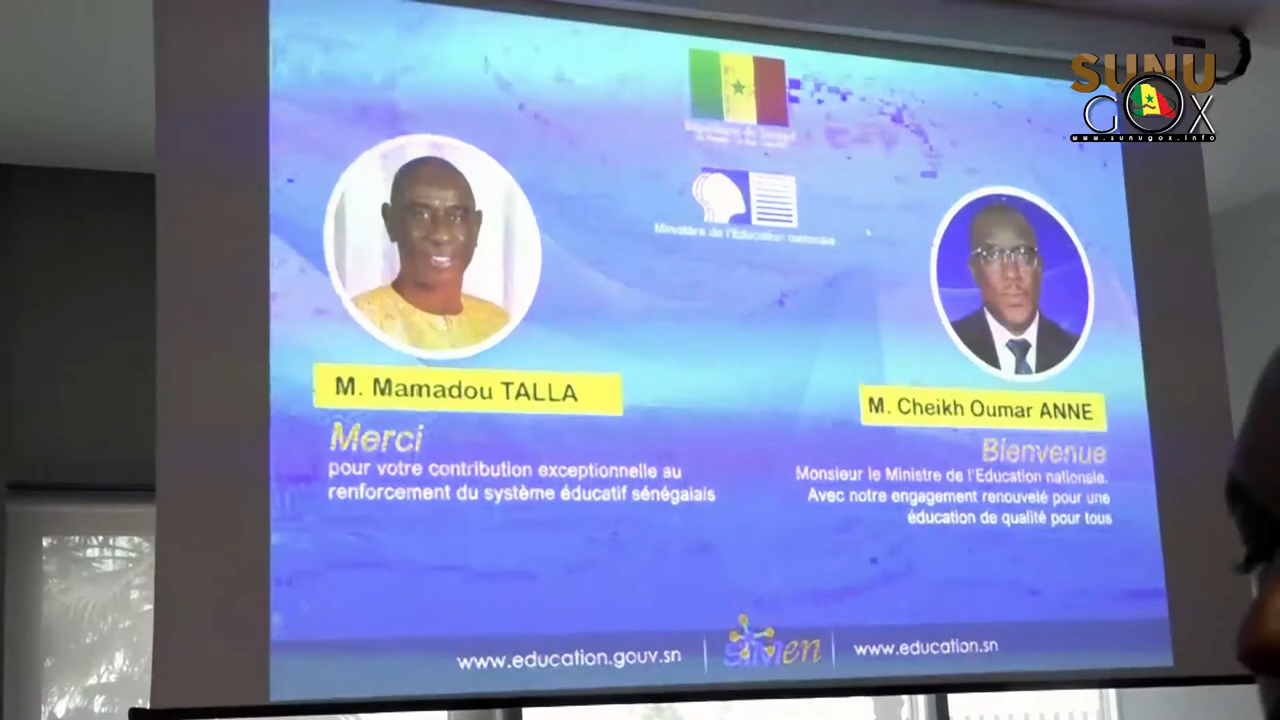 SUNU
GOX
www.sunugox.info
Ministère de l'Education nationale
M. Mamadou TALLA
Merci
pour votre contribution exceptionnelle au
renforcement du système éducatif sénégalais
M. Cheikh Oumar ANNE
Bienvenue
Monsieur le Ministre de l'Education nationale.
Avec notre engagement renouvelé pour une
éducation de qualité pour tous
www.education.gouv.sn
SIMen
www.education.sn